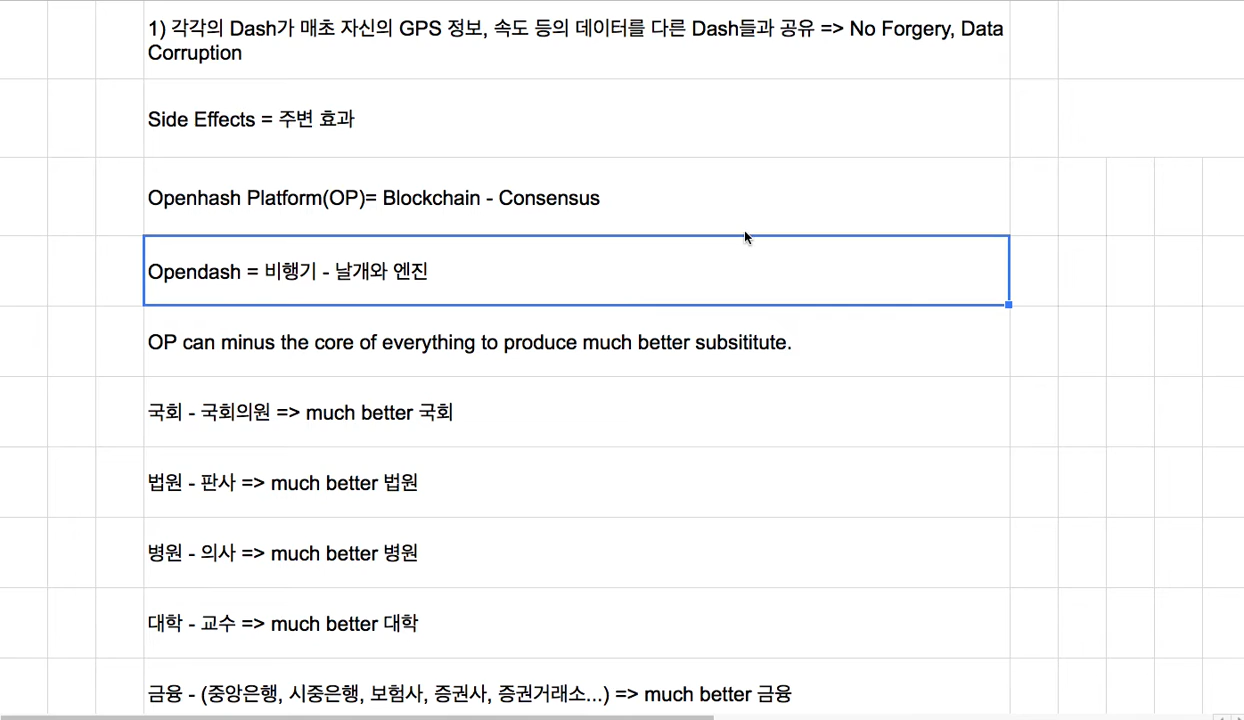 1) 각각의 Dash가 매초 자신의 GPS 정보, 속도 등의 데이터를 다른 Dash들과 공유 => No Forgery, Data
Corruption
Side Effects = 주변 효과
Openhash Platform(OP)= Blockchain - Consensus
Opendash = 비행기 - 날개와 엔진
OP can minus the core of everything to produce much better subsititute.
국회 - 국회의원 => much better 국회
법원 - 판사 => much better 법원
병원 - 의사 => much better 병원
대학 - 교수 => much better 대학
금융 - (중앙은행, 시중은행, 보험사, 증권사, 증권거래소...) => much better 금융